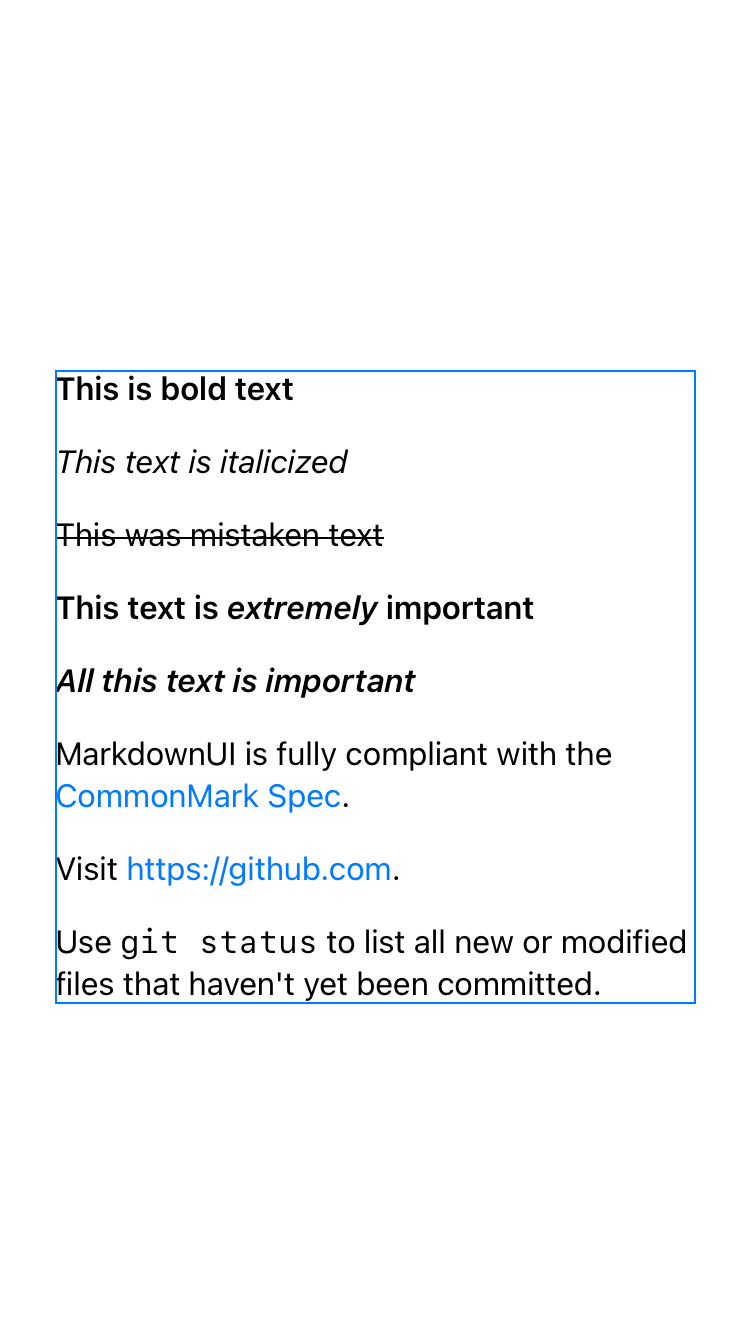 This is bold text
This text is italicized
This was mistaken text
This text is extremely important
All this text is important
MarkdownUI is fully compliant with the
CommonMark Spec.
Visit https://github.com.
Use git status to list all new or modified
files that haven't yet been committed.